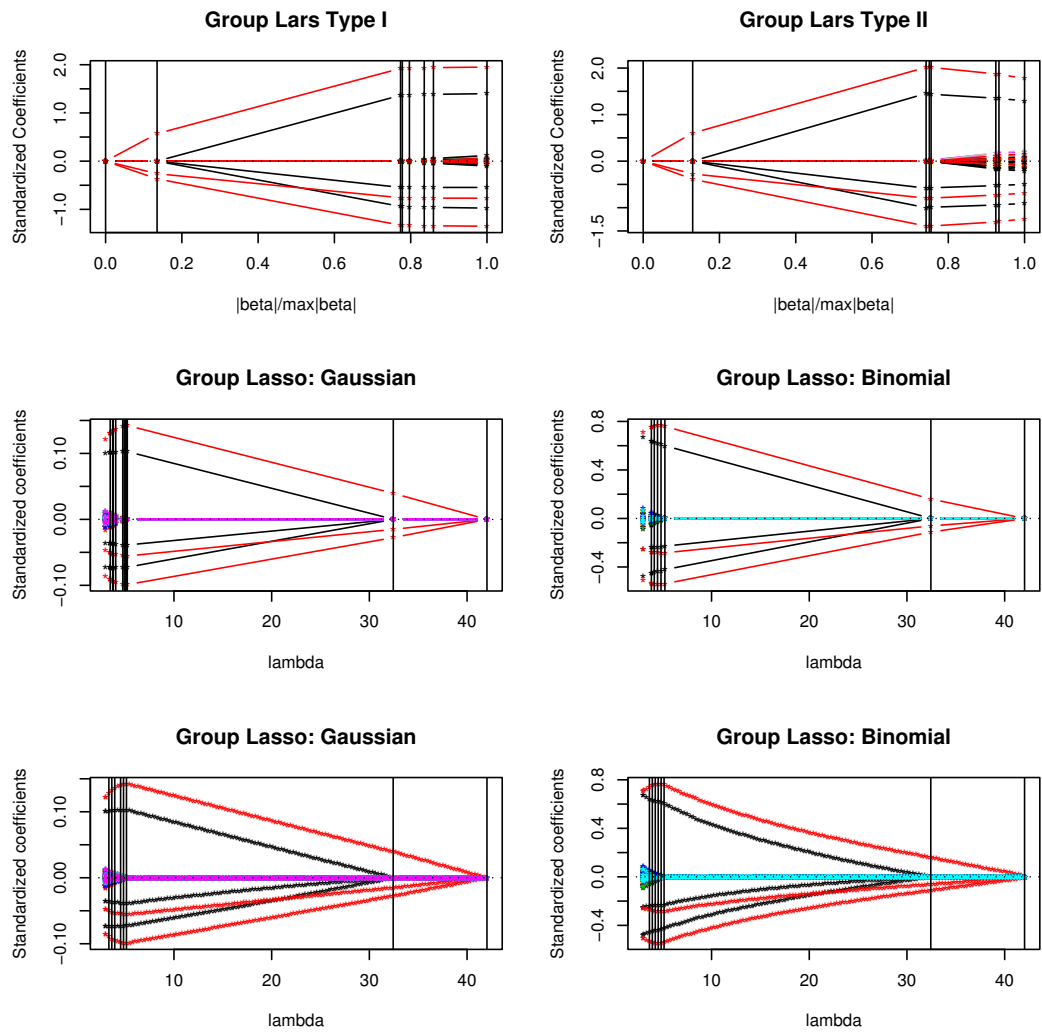 Group Lars Type I
Standardized Coefficients
2.0
1.0
0.0
−1.0
0.0 0.2 0.4 0.6 0.8 1.0
|beta|/max|beta|
Group Lars Type II
Standardized Coefficients
2.0
1.0
0.0
−1.5
0.0 0.2 0.4 0.6 0.8 1.0
|beta|/max|beta|
Group Lasso: Gaussian
Standardized coefficients
0.10
0.00
−0.10
10 20 30 40
lambda
Group Lasso: Binomial
Standardized coefficients
0.8
0.4
0.0
−0.4
10 20 30 40
lambda
Group Lasso: Gaussian
Standardized coefficients
0.10
0.00
−0.10
10 20 30 40
lambda
Group Lasso: Binomial
Standardized coefficients
0.8
0.4
0.0
−0.4
10 20 30 40
lambda